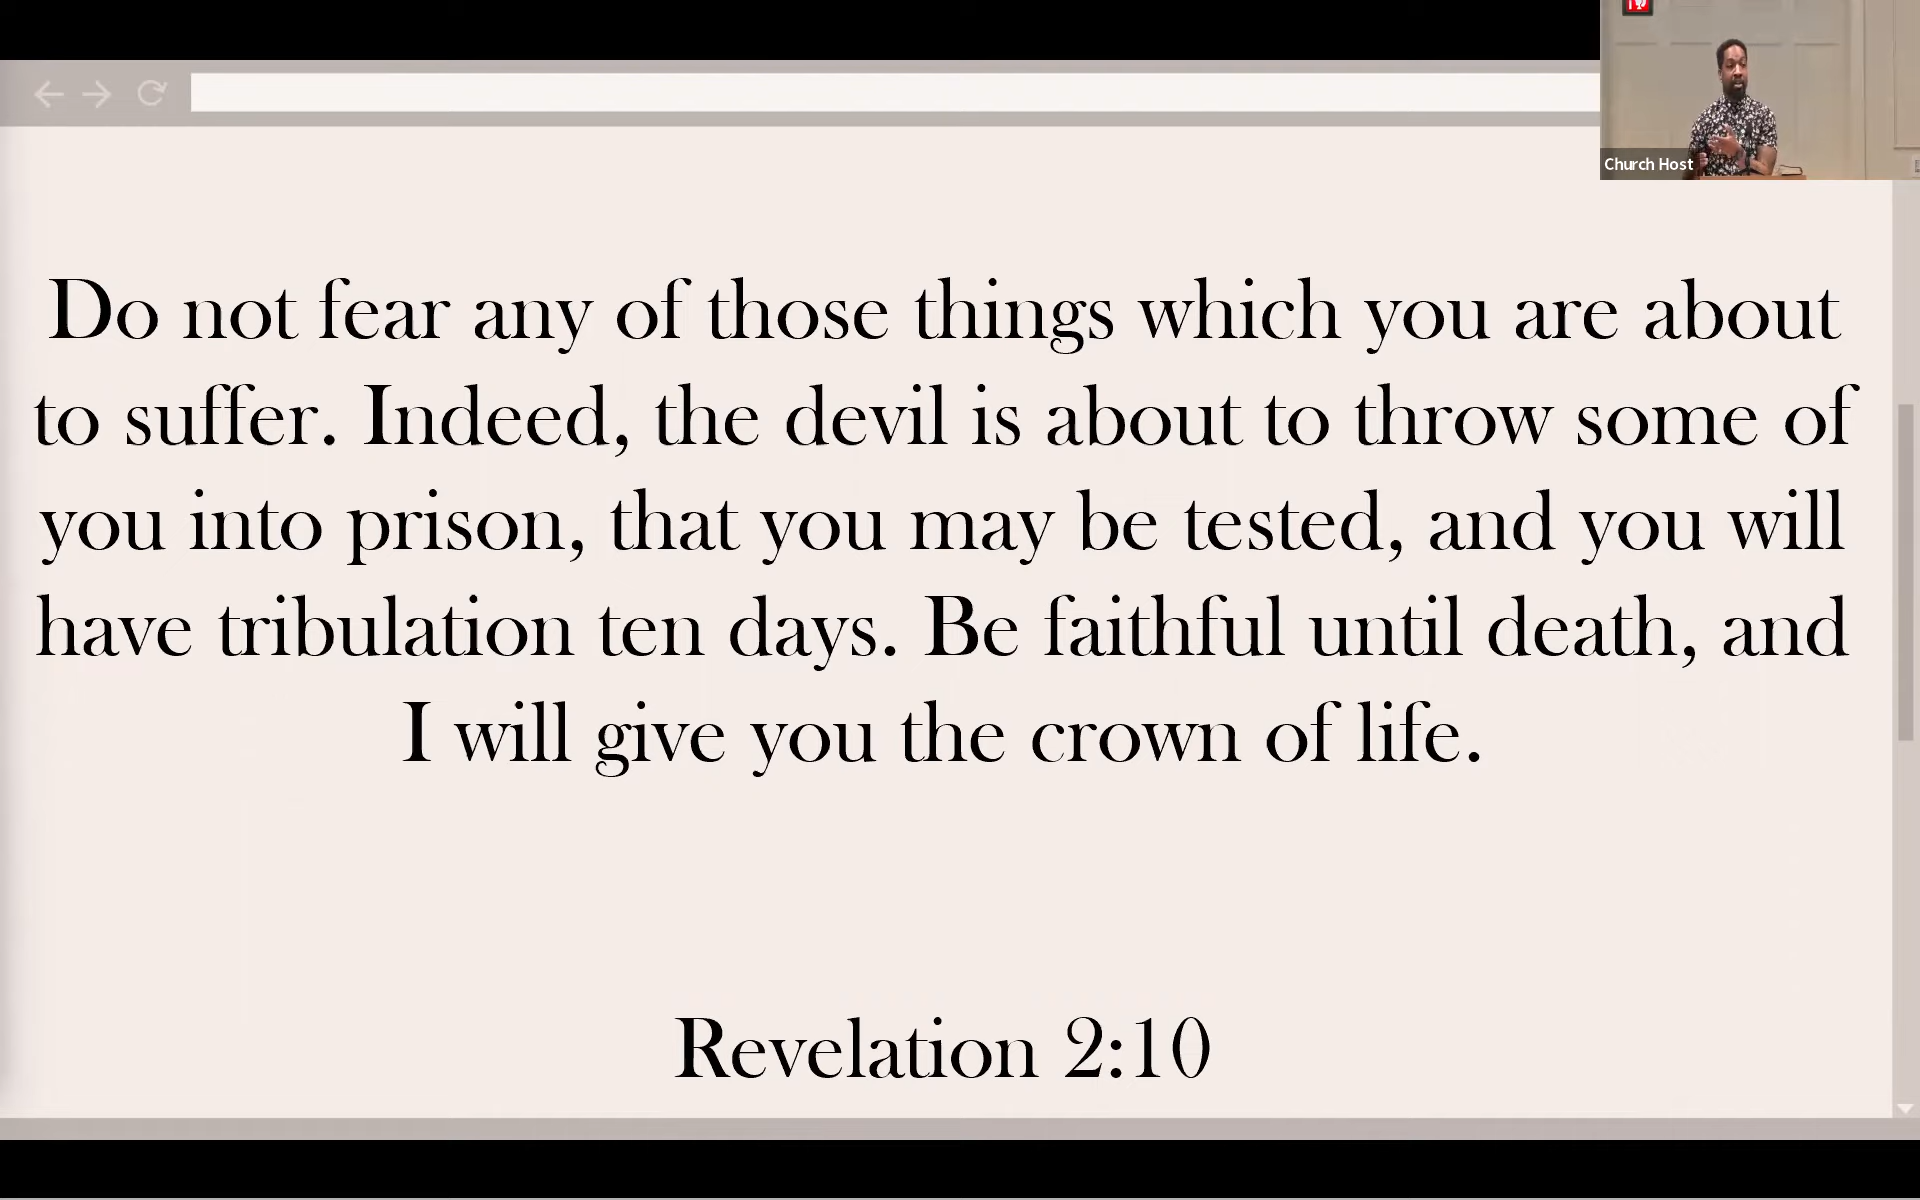 Church Host
Do not fear any of those things which you are about
to suffer. Indeed, the devil is about to throw some of
you into prison, that you may be tested, and you will
have tribulation ten days. Be faithful until death, and
I will give you the crown of life.
Revelation 2:10